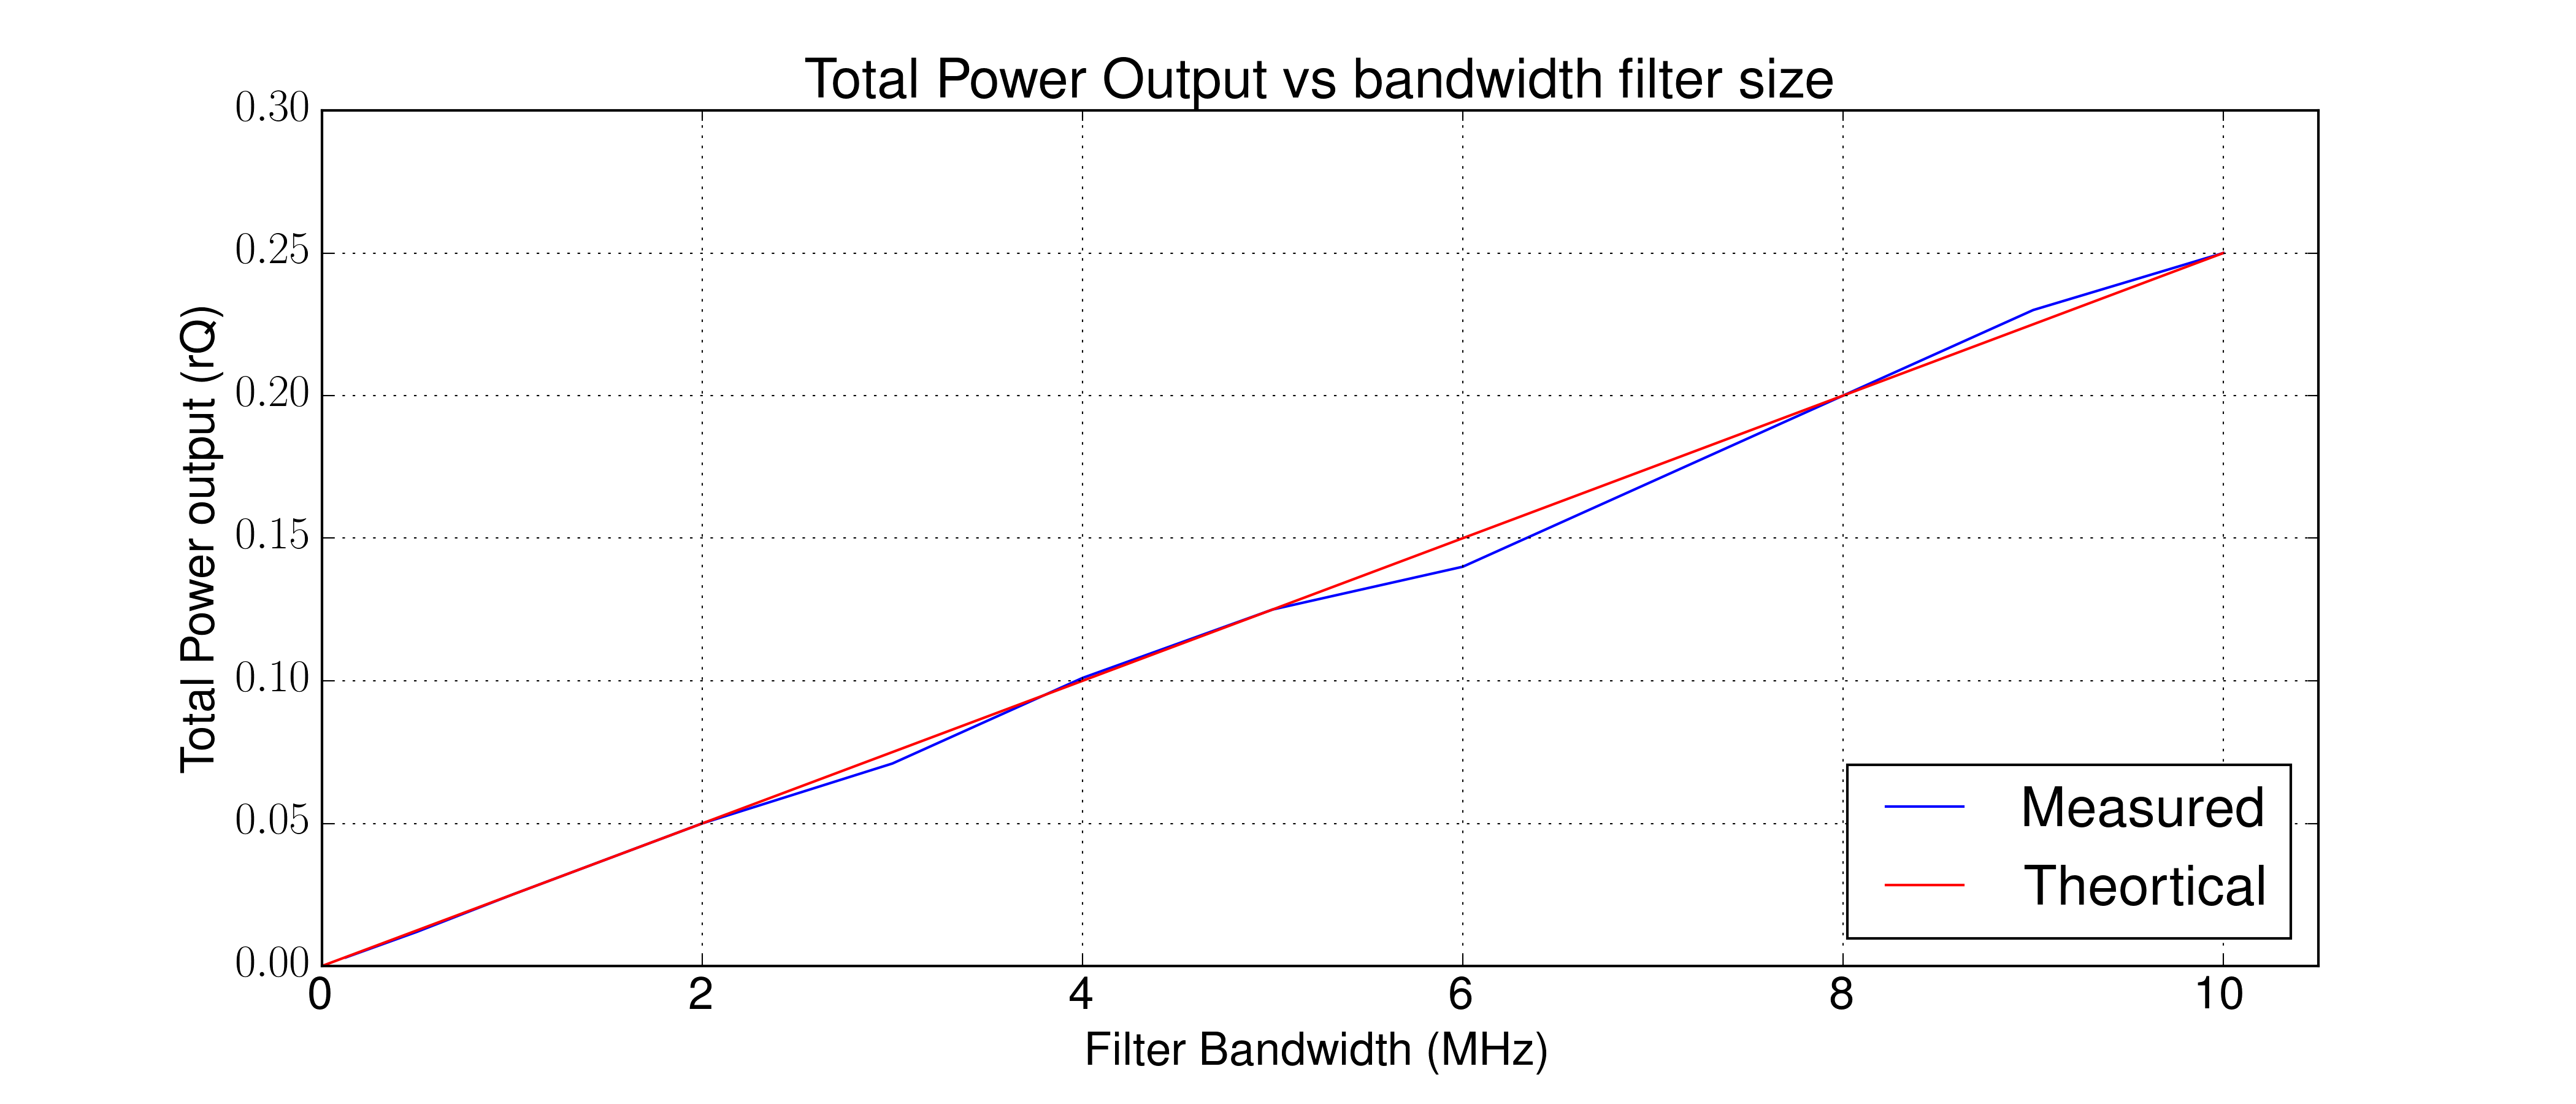 Total Power Output vs bandwidth filter size
0.30
0.25
0.20
0.15
0.10
0.05
0.00
Total Power output (rQ)
0 2 4 6 8 10
Filter Bandwidth (MHz)
Measured
Theortical